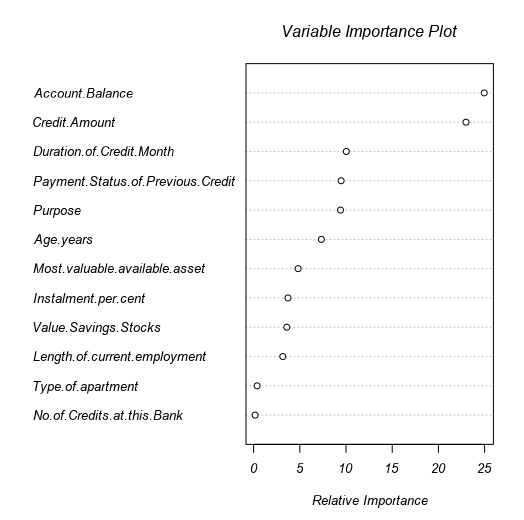 Variable Importance Plot
Account.Balance
Credit.Amount
Duration.of.Credit.Month
Payment.Status.of.Previous.Credit
Purpose
Age.years
Most.valuable.available.asset
Instalment.per.cent
Value.Savings.Stocks
Length.of.current.employment
Type.of.apartment
No.of.Credits.at.this.Bank
0 5 10 15 20 25
Relative Importance